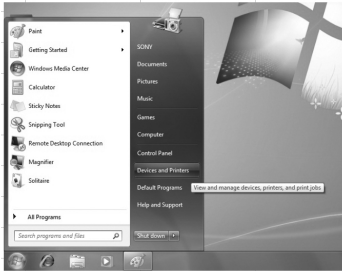 Paint
Getting Started
Windows Media Center
Calculator
Sticky Notes
Snipping Tool
Remote Desktop Connection
Magnifier
Solitaire
All Programs
Search programs and files
SONY
Documents
Pictures
Music
Games
Computer
Control Panel
Devices and Printers
Default Programs
View and manage devices, printers, and print jobs
Help and Support
Shut down